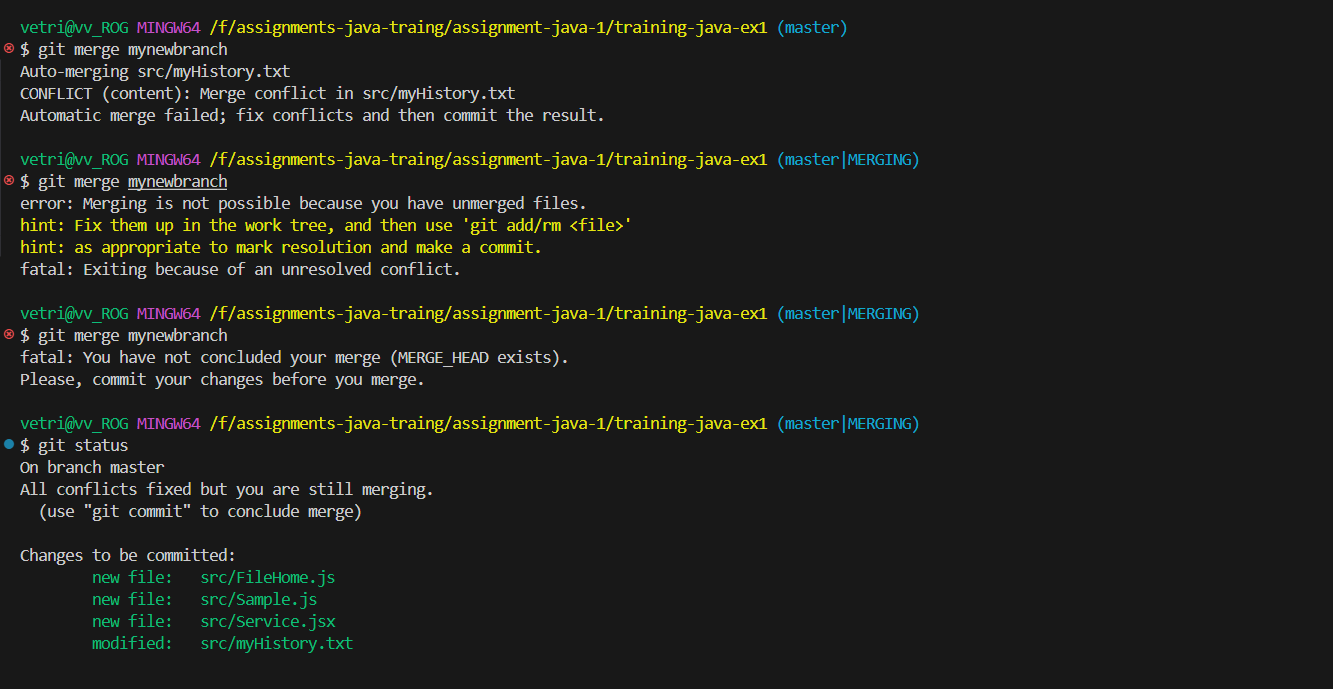 vetri@vv_ROG MINGW64 /f/assignments-java-traing/assignment-java-1/training-java-ex1 (master)
$ git merge mynewbranch
Auto-merging src/myHistory.txt
CONFLICT (content): Merge conflict in src/myHistory.txt
Automatic merge failed; fix conflicts and then commit the result.
vetri@vv_ROG MINGW64 /f/assignments-java-traing/assignment-java-1/training-java-ex1 (master|MERGING)
$ git merge mynewbranch
error: Merging is not possible because you have unmerged files.
hint: Fix them up in the work tree, and then use 'git add/rm <file>'
hint: as appropriate to mark resolution and make a commit.
fatal: Exiting because of an unresolved conflict.
vetri@vv_ROG MINGW64 /f/assignments-java-traing/assignment-java-1/training-java-ex1 (master|MERGING)
$ git merge mynewbranch
fatal: You have not concluded your merge (MERGE_HEAD exists).
Please, commit your changes before you merge.
vetri@vv_ROG MINGW64 /f/assignments-java-traing/assignment-java-1/training-java-ex1 (master|MERGING)
$ git status
On branch master
All conflicts fixed but you are still merging.
  (use "git commit" to conclude merge)
Changes to be committed:
        new file:   src/FileHome.js
        new file:   src/Sample.js
        new file:   src/Service.jsx
        modified:   src/myHistory.txt